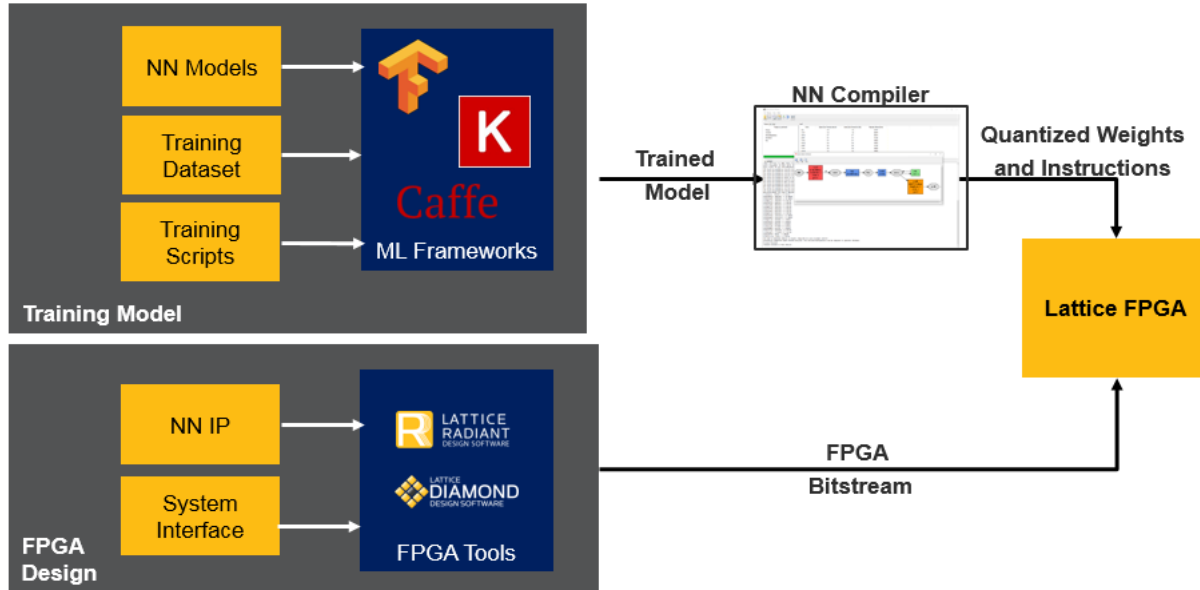 NN Models
Training
Dataset
Training
Scripts
K
Caffe
ML Frameworks
Training Model
Trained
Model
NN Compiler
Quantized Weights
and Instructions
Lattice FPGA
NN IP
System
Interface
R
LATTICE
RADIANT
DESIGN SOFTWARE
LATTICE
DIAMOND
DESIGN SOFTWARE
FPGA Tools
FPGA
Design
FPGA
Bitstream